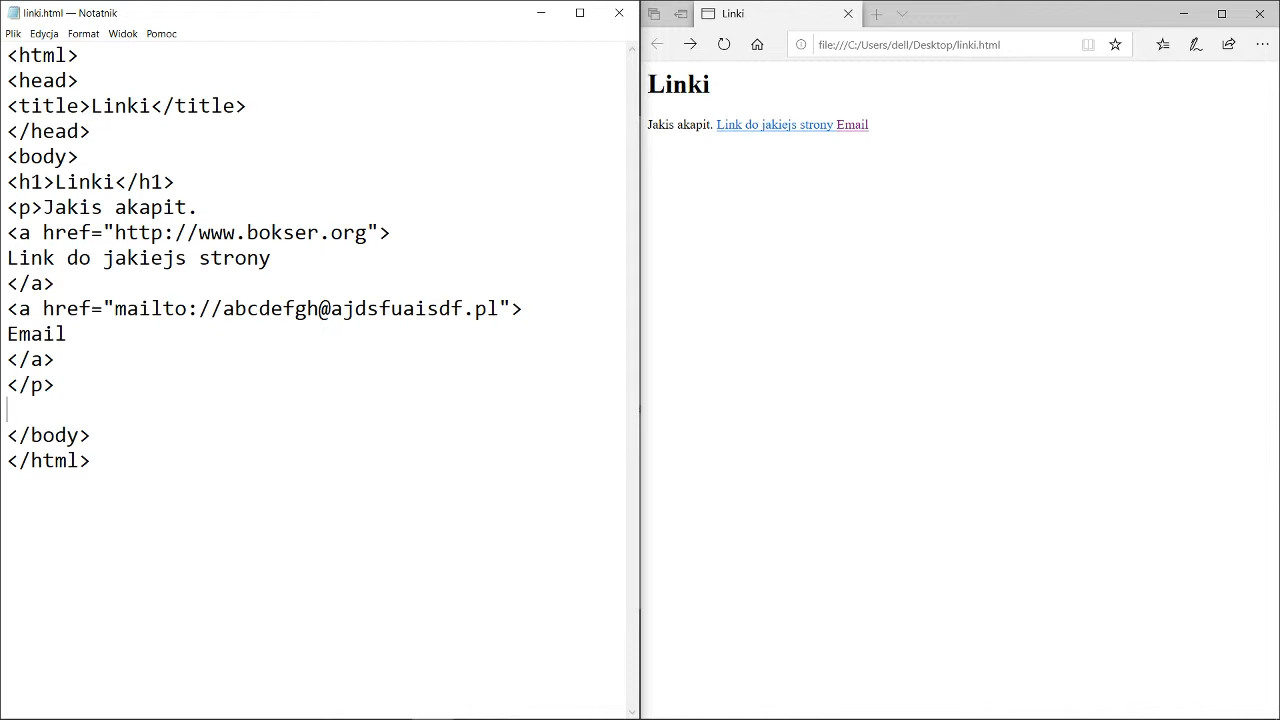 linki.html — Notatnik
Plik Edycja Format Widok Pomoc
<html>
<head>
<title>Linki</title>
</head>
<body>
<h1>Linki</h1>
<p>Jakis akapit.
<a href="http://www.bokser.org">
Link do jakiejs strony
</a>
<a href="mailto://abcdefgh@ajdsfuaisdf.pl">
Email
</a>
</p>
</body>
</html>
Linki
file:///C:/Users/dell/Desktop/linki.html
Linki
Jakis akapit. Link do jakiejs strony Email